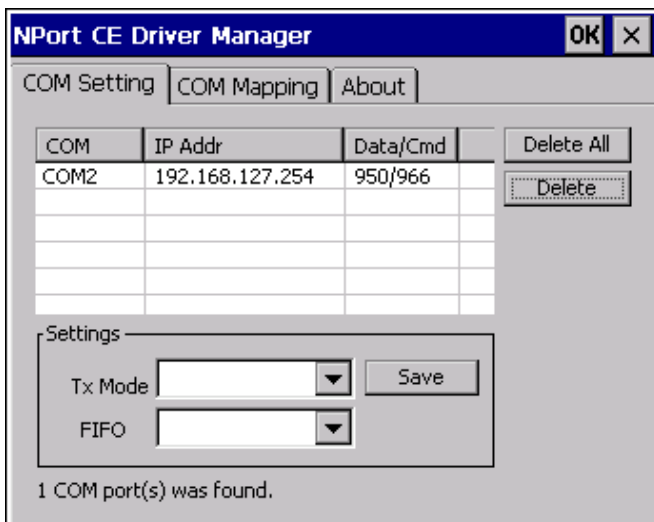 NPort CE Driver Manager OK
COM Setting COM Mapping About
COM IP Addr Data/Cmd Delete All
COM2 192.168.127.254 950/966 Delete
Settings
Tx Mode Save
FIFO
1 COM port(s) was found.